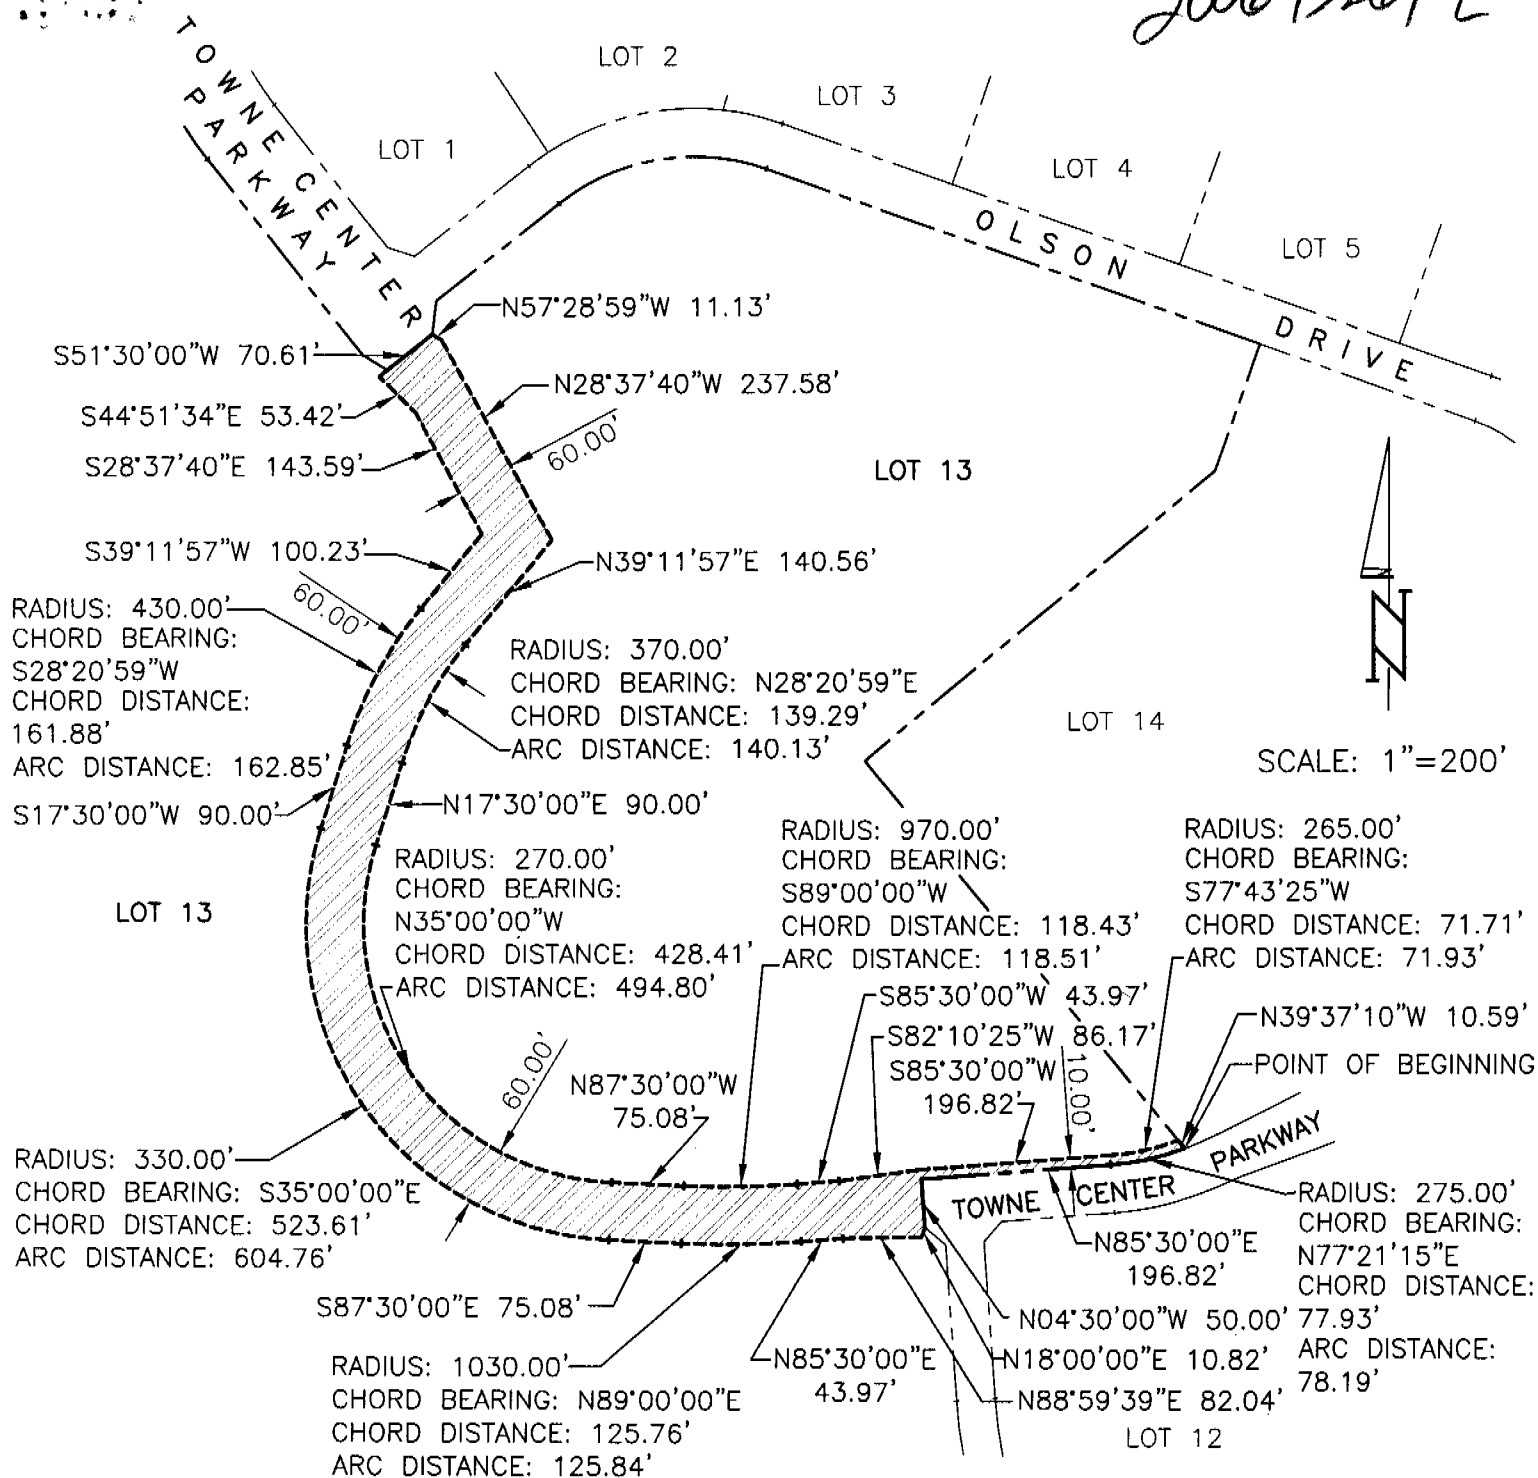 TOWNE CENTER
PARKWAY
LOT 1
LOT 2
LOT 3
LOT 4
LOT 5
OLSON DRIVE
N57°28'59"W 11.13'
S51°30'00"W 70.61'
N28°37'40"W 237.58'
S44°51'34"E 53.42'
60.00'
S28°37'40"E 143.59'
LOT 13
S39°11'57"W 100.23'
N39°11'57"E 140.56'
60.00'
RADIUS: 430.00'
CHORD BEARING:
S28°20'59"W
CHORD DISTANCE:
161.88'
ARC DISTANCE: 162.85'
RADIUS: 370.00'
CHORD BEARING: N28°20'59"E
CHORD DISTANCE: 139.29'
ARC DISTANCE: 140.13'
N
LOT 14
SCALE: 1"=200'
S17°30'00"W 90.00'
N17°30'00"E 90.00'
RADIUS: 270.00'
CHORD BEARING:
N35°00'00"W
CHORD DISTANCE: 428.41'
ARC DISTANCE: 494.80'
RADIUS: 970.00'
CHORD BEARING:
S89°00'00"W
CHORD DISTANCE: 118.43'
ARC DISTANCE: 118.51'
RADIUS: 265.00'
CHORD BEARING:
S77°43'25"W
CHORD DISTANCE: 71.71'
ARC DISTANCE: 71.93'
LOT 13
S85°30'00"W 43.97'
S82°10'25"W 86.17'
S85°30'00"W
196.82'
10.00'
N39°37'10"W 10.59'
POINT OF BEGINNING
60.00'
N87°30'00"W
75.08'
TOWNE CENTER PARKWAY
RADIUS: 330.00'
CHORD BEARING: S35°00'00"E
CHORD DISTANCE: 523.61'
ARC DISTANCE: 604.76'
RADIUS: 275.00'
CHORD BEARING:
N77°21'15"E
CHORD DISTANCE:
77.93'
ARC DISTANCE:
78.19'
N85°30'00"E
196.82'
S87°30'00"E 75.08'
N04°30'00"W 50.00'
N18°00'00"E 10.82'
N88°59'39"E 82.04'
N85°30'00"E
43.97'
RADIUS: 1030.00'
CHORD BEARING: N89°00'00"E
CHORD DISTANCE: 125.76'
ARC DISTANCE: 125.84'
LOT 12